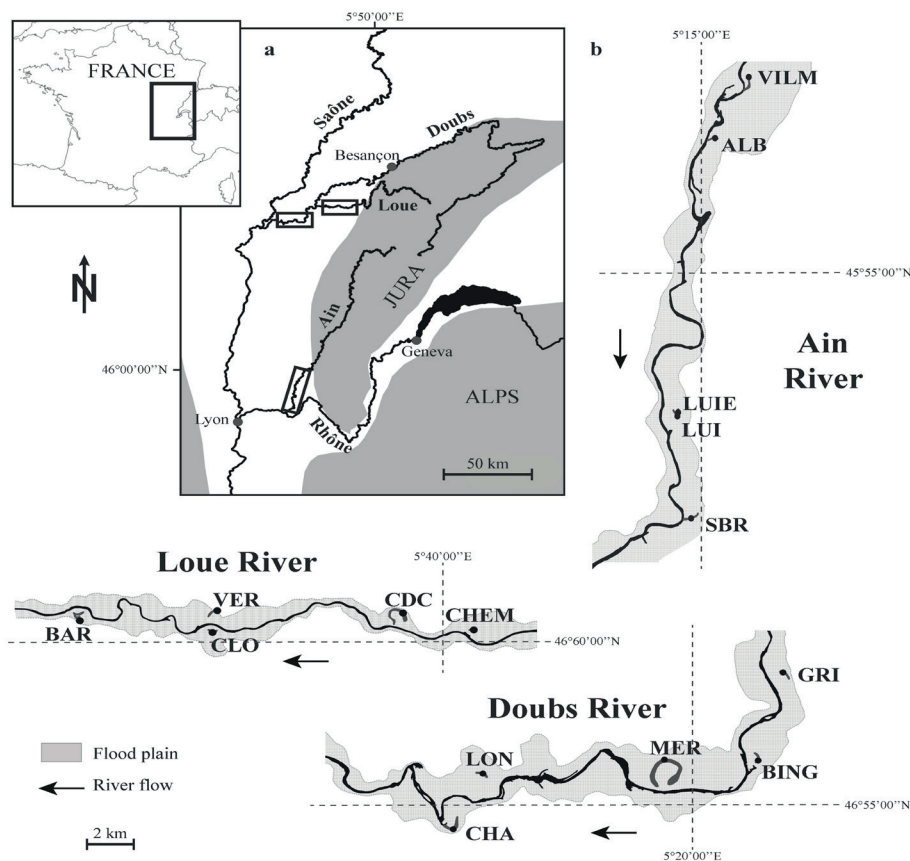 5°50'00''E
FRANCE
a
Saône
Doubs
Besançon
Loue
N
JURA
Ain
Geneva
46°00'00''N
ALPS
Lyon
Rhône
50 km
b
5°15'00''E
VILM
ALB
45°55'00''N
Ain
River
LUIE
LUI
SBR
Loue River
5°40'00''E
VER
CDC
CHEM
BAR
CLO
46°60'00''N
Doubs River
GRI
MER
LON
BING
46°55'00''N
CHA
5°20'00''E
Flood plain
River flow
2 km